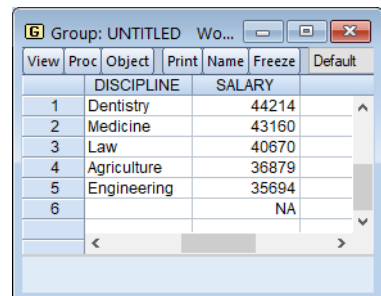 G Group: UNTITLED Wo...
View Proc Object Print Name Freeze Default
DISCIPLINE SALARY
1 Dentistry 44214
2 Medicine 43160
3 Law 40670
4 Agriculture 36879
5 Engineering 35694
6 NA